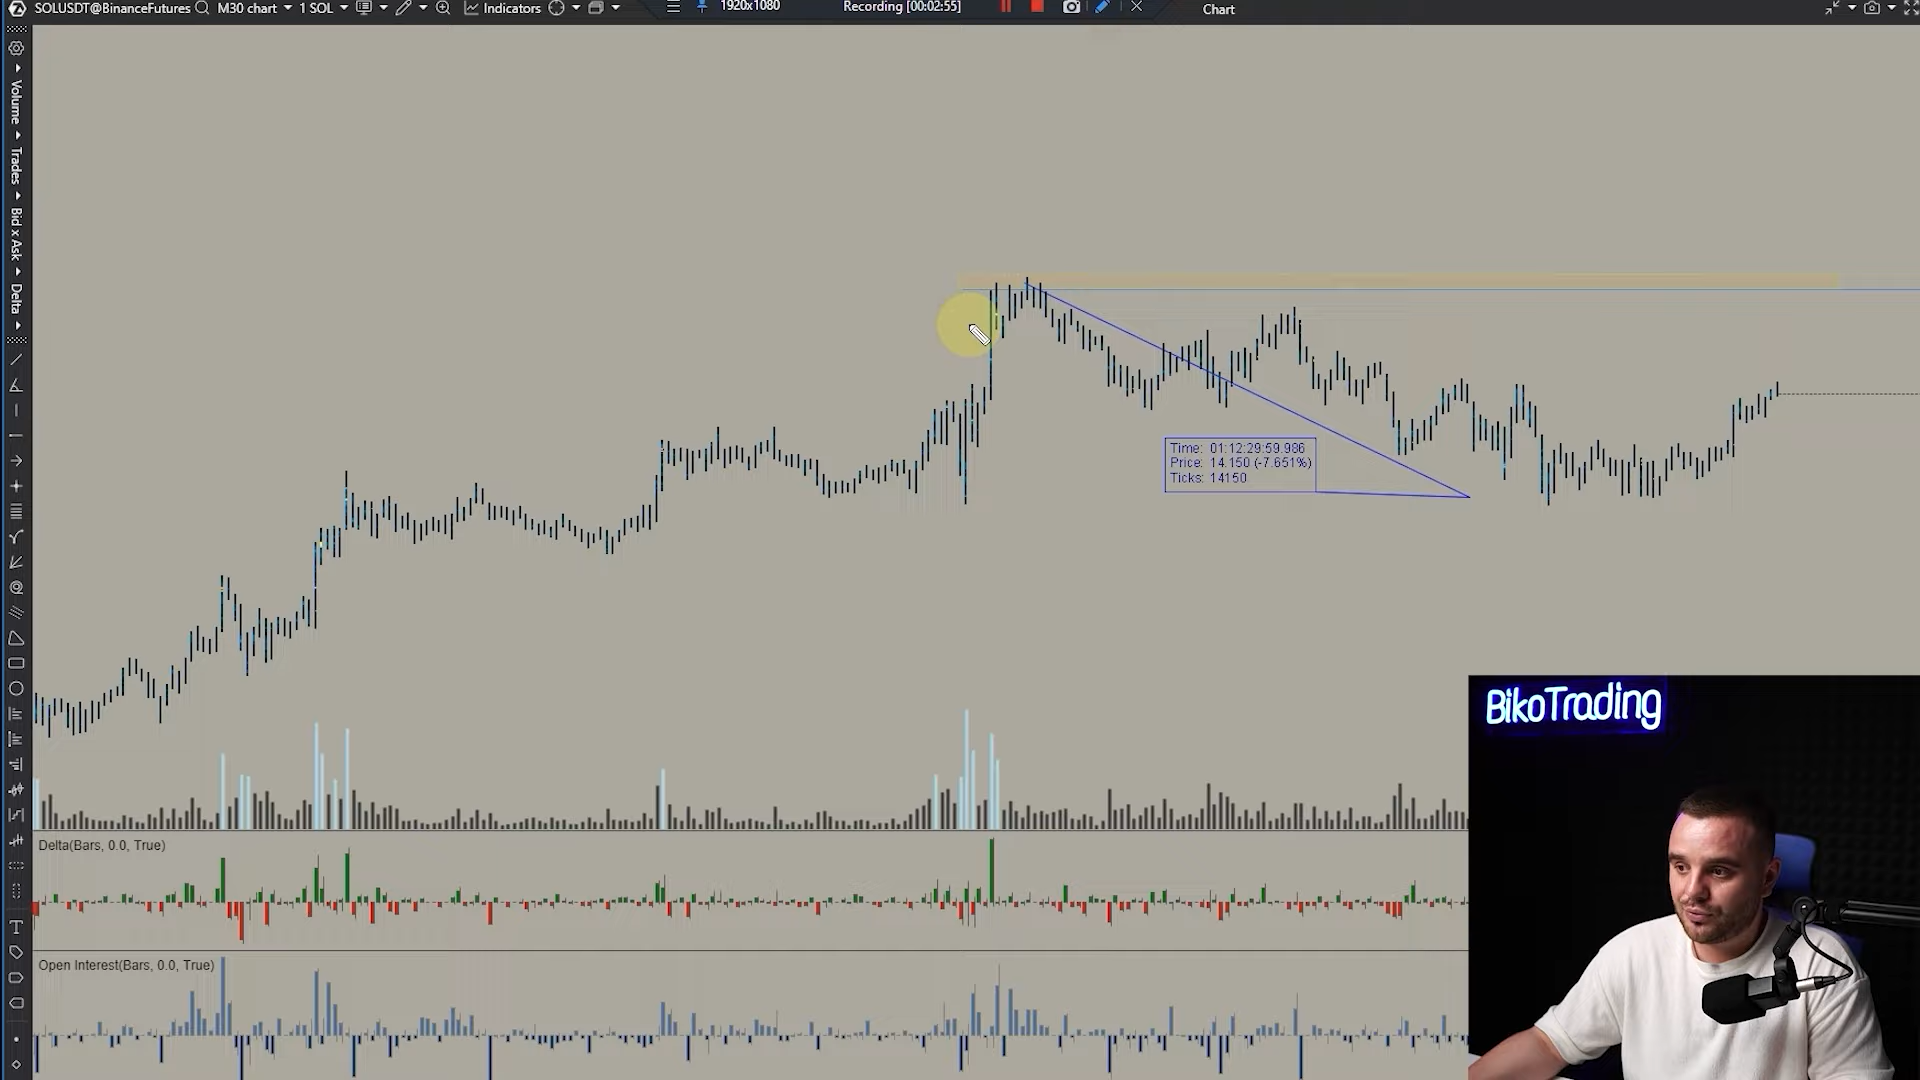 SOLUSDT@BinanceFutures
M30 chart
1 SOL
Indicators
1920x1080
Recording [00:02:55]
Chart
Volume
Trades
Bid x Ask
Delta
Time: 01:12:29:59.986
Price: 14.150 (-7.651%)
Ticks: 14150
BikoTrading
Delta(Bars, 0.0, True)
Open Interest(Bars, 0.0, True)